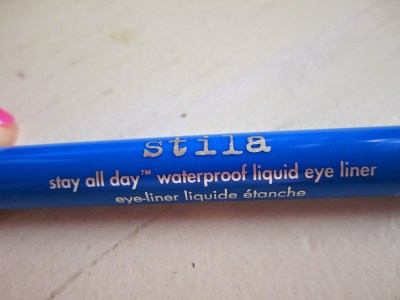 stila
stay all day™ waterproof liquid eye liner
eye-liner liquide étanche